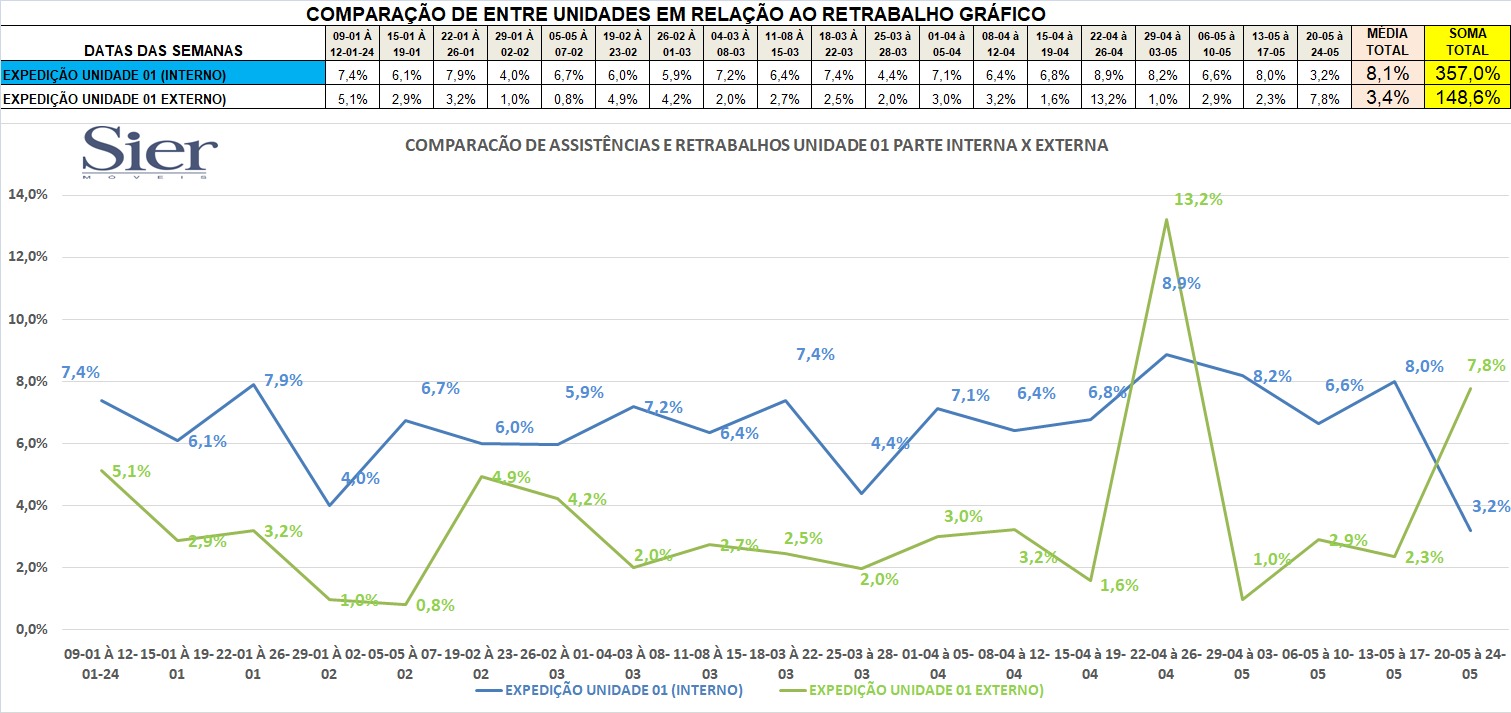 COMPARAÇÃO DE ENTRE UNIDADES EM RELAÇÃO AO RETRABALHO GRÁFICO
DATAS DAS SEMANAS 09-01 À 12-01-24 15-01 À 19-01 22-01 À 26-01 29-01 À 02-02 05-05 À 07-02 19-02 À 23-02 26-02 À 01-03 04-03 À 08-03 11-08 À 15-03 18-03 À 22-03 25-03 à 28-03 01-04 à 05-04 08-04 à 12-04 15-04 à 19-04 22-04 à 26-04 29-04 à 03-05 06-05 à 10-05 13-05 à 17-05 20-05 à 24-05 MÉDIA TOTAL SOMA TOTAL
EXPEDIÇÃO UNIDADE 01 (INTERNO) 7,4% 6,1% 7,9% 4,0% 6,7% 6,0% 5,9% 7,2% 6,4% 7,4% 4,4% 7,1% 6,4% 6,8% 8,9% 8,2% 6,6% 8,0% 3,2% 8,1% 357,0%
EXPEDIÇÃO UNIDADE 01 EXTERNO) 5,1% 2,9% 3,2% 1,0% 0,8% 4,9% 4,2% 2,0% 2,7% 2,5% 2,0% 3,0% 3,2% 1,6% 13,2% 1,0% 2,9% 2,3% 7,8% 3,4% 148,6%
Sier
MÓVEIS
COMPARACÃO DE ASSISTÊNCIAS E RETRABALHOS UNIDADE 01 PARTE INTERNA X EXTERNA
14,0%
12,0%
10,0%
8,0%
6,0%
4,0%
2,0%
0,0%
7,4% 6,1% 7,9% 4,0% 6,7% 6,0% 5,9% 7,2% 6,4% 7,4% 4,4% 7,1% 6,4% 6,8% 8,9% 8,2% 6,6% 8,0% 3,2%
5,1% 2,9% 3,2% 1,0% 0,8% 4,9% 4,2% 2,0% 2,7% 2,5% 2,0% 3,0% 3,2% 1,6% 13,2% 1,0% 2,9% 2,3% 7,8%
09-01 À 12- 15-01 À 19- 22-01 À 26- 29-01 À 02- 05-05 À 07- 19-02 À 23- 26-02 À 01- 04-03 À 08- 11-08 À 15- 18-03 À 22- 25-03 à 28- 01-04 à 05- 08-04 à 12- 15-04 à 19- 22-04 à 26- 29-04 à 03- 06-05 à 10- 13-05 à 17- 20-05 à 24-
01-24 01 01 02 02 02 03 03 03 03 03 04 04 04 04 05 05 05 05
EXPEDIÇÃO UNIDADE 01 (INTERNO) EXPEDIÇÃO UNIDADE 01 EXTERNO)